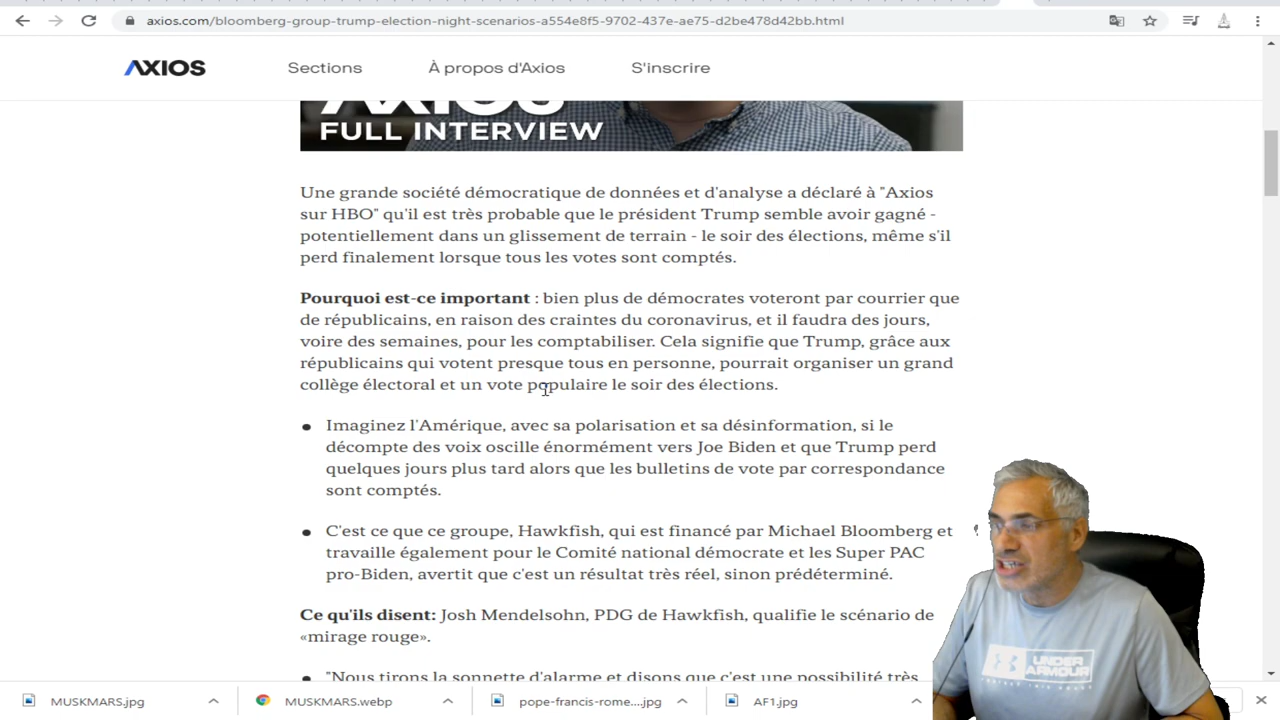 axios.com/bloomberg-group-trump-election-night-scenarios-a554e8f5-9702-437e-ae75-d2be478d42bb.html
AXIOS Sections À propos d'Axios S'inscrire
AXIOS
FULL INTERVIEW
Une grande société démocratique de données et d'analyse a déclaré à "Axios
sur HBO" qu'il est très probable que le président Trump semble avoir gagné -
potentiellement dans un glissement de terrain - le soir des élections, même s'il
perd finalement lorsque tous les votes sont comptés.
Pourquoi est-ce important : bien plus de démocrates voteront par courrier que
de républicains, en raison des craintes du coronavirus, et il faudra des jours,
voire des semaines, pour les comptabiliser. Cela signifie que Trump, grâce aux
républicains qui votent presque tous en personne, pourrait organiser un grand
collège électoral et un vote populaire le soir des élections.
• Imaginez l'Amérique, avec sa polarisation et sa désinformation, si le
décompte des voix oscille énormément vers Joe Biden et que Trump perd
quelques jours plus tard alors que les bulletins de vote par correspondance
sont comptés.
• C'est ce que ce groupe, Hawkfish, qui est financé par Michael Bloomberg et
travaille également pour le Comité national démocrate et les Super PAC
pro-Biden, avertit que c'est un résultat très réel, sinon prédéterminé.
Ce qu'ils disent: Josh Mendelsohn, PDG de Hawkfish, qualifie le scénario de
«mirage rouge».
• "Nous tirons la sonnette d'alarme et disons que c'est une possibilité très
UNDER
ARMOUR
MUSKMARS.jpg MUSKMARS.webp pope-francis-rome....jpg AF1.jpg